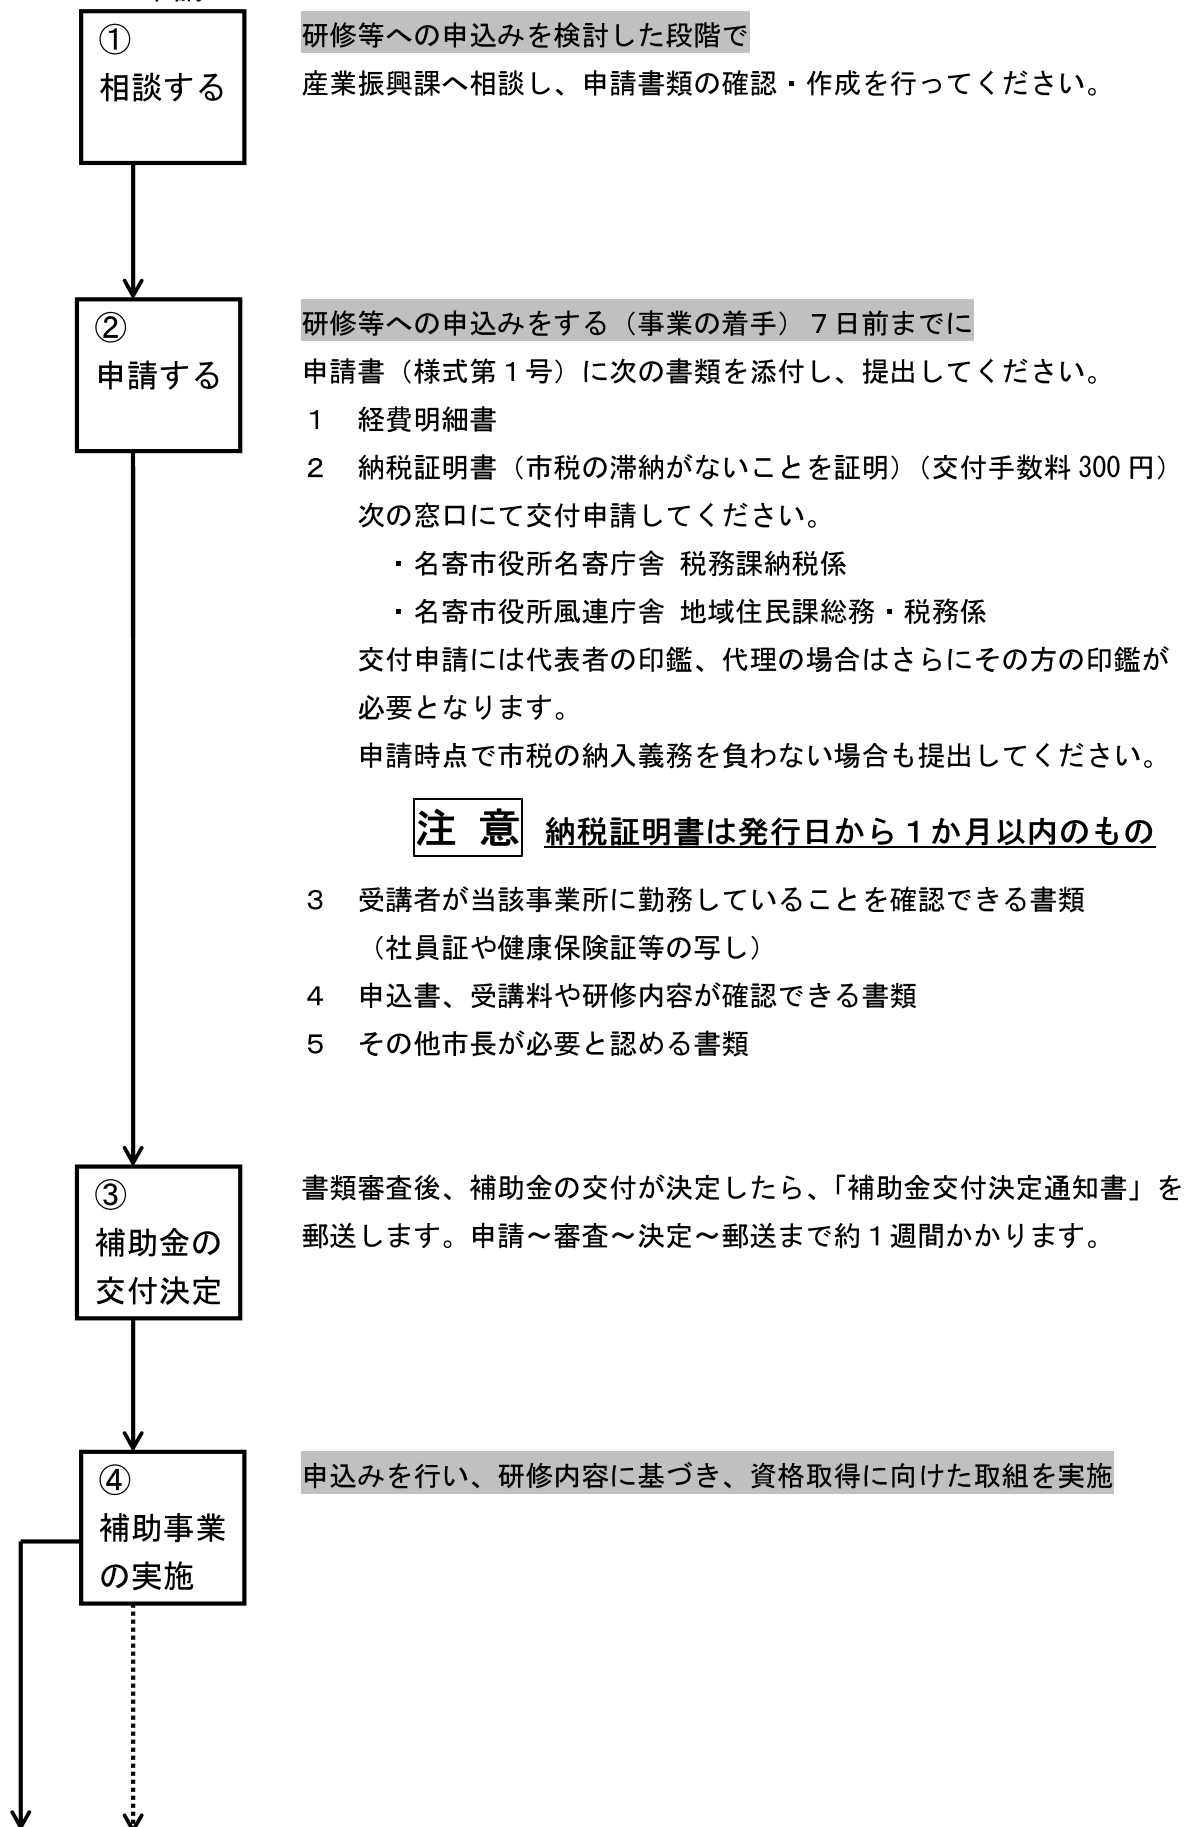 ①
相談する
研修等への申込みを検討した段階で
産業振興課へ相談し、申請書類の確認・作成を行ってください。
②
申請する
研修等への申込みをする（事業の着手）７日前までに
申請書（様式第１号）に次の書類を添付し、提出してください。
１　経費明細書
２　納税証明書（市税の滞納がないことを証明）（交付手数料 300 円）
次の窓口にて交付申請してください。
・名寄市役所名寄庁舎 税務課納税係
・名寄市役所風連庁舎 地域住民課総務・税務係
交付申請には代表者の印鑑、代理の場合はさらにその方の印鑑が
必要となります。
申請時点で市税の納入義務を負わない場合も提出してください。
注 意 納税証明書は発行日から１か月以内のもの
３　受講者が当該事業所に勤務していることを確認できる書類
（社員証や健康保険証等の写し）
４　申込書、受講料や研修内容が確認できる書類
５　その他市長が必要と認める書類
③
補助金の
交付決定
書類審査後、補助金の交付が決定したら、「補助金交付決定通知書」を
郵送します。申請～審査～決定～郵送まで約１週間かかります。
④
補助事業
の実施
申込みを行い、研修内容に基づき、資格取得に向けた取組を実施